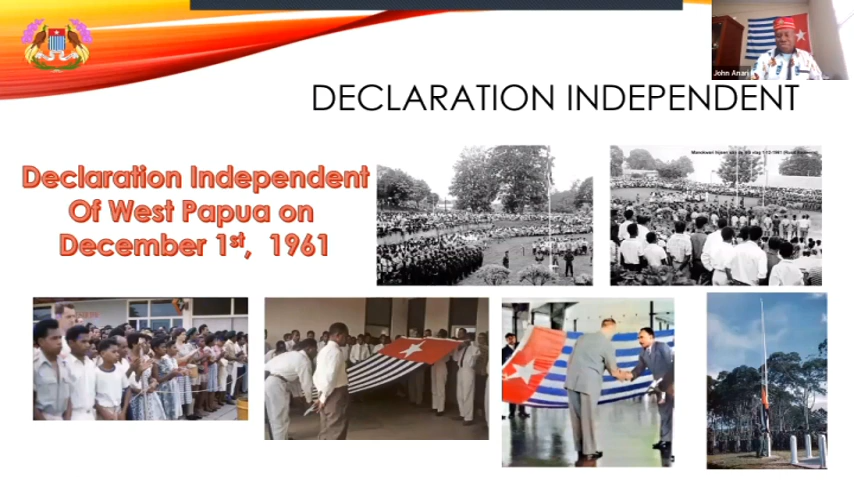 John Anari
DECLARATION INDEPENDENT
Declaration Independent
Of West Papua on
December 1st, 1961